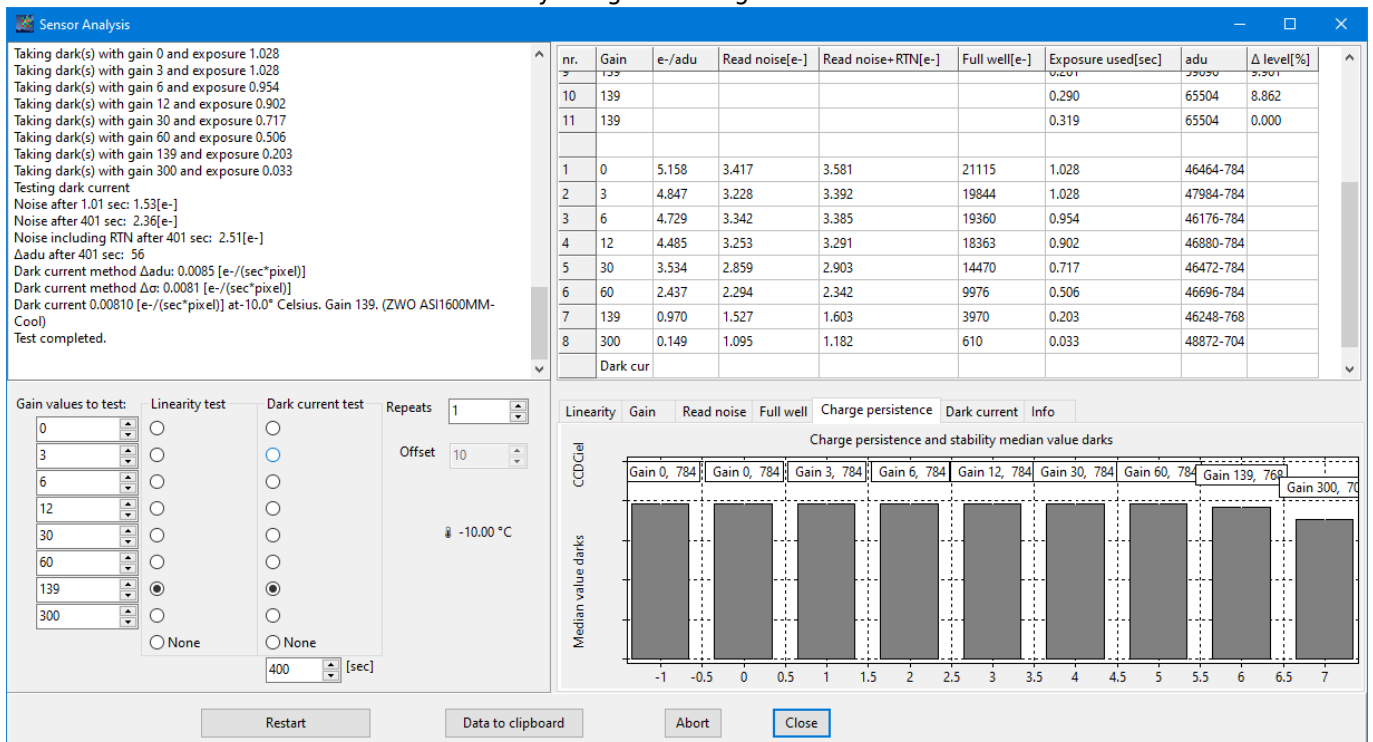 Sensor Analysis
Taking dark(s) with gain 0 and exposure 1.028
Taking dark(s) with gain 3 and exposure 1.028
Taking dark(s) with gain 6 and exposure 0.954
Taking dark(s) with gain 12 and exposure 0.902
Taking dark(s) with gain 30 and exposure 0.717
Taking dark(s) with gain 60 and exposure 0.506
Taking dark(s) with gain 139 and exposure 0.203
Taking dark(s) with gain 300 and exposure 0.033
Testing dark current
Noise after 1.01 sec: 1.53[e-]
Noise after 401 sec:  2.36[e-]
Noise including RTN after 401 sec:  2.51[e-]
Δadu after 401 sec:  56
Dark current method Δadu: 0.0085 [e-/(sec*pixel)]
Dark current method Δσ: 0.0081 [e-/(sec*pixel)]
Dark current 0.00810 [e-/(sec*pixel)] at-10.0° Celsius. Gain 139. (ZWO ASI1600MM-
Cool)
Test completed.
nr. Gain e-/adu Read noise[e-] Read noise+RTN[e-] Full well[e-] Exposure used[sec] adu Δ level[%]
10 139 0.290 65504 8.862
11 139 0.319 65504 0.000
1 0 5.158 3.417 3.581 21115 1.028 46464-784
2 3 4.847 3.228 3.392 19844 1.028 47984-784
3 6 4.729 3.342 3.385 19360 0.954 46176-784
4 12 4.485 3.253 3.291 18363 0.902 46880-784
5 30 3.534 2.859 2.903 14470 0.717 46472-784
6 60 2.437 2.294 2.342 9976 0.506 46696-784
7 139 0.970 1.527 1.603 3970 0.203 46248-768
8 300 0.149 1.095 1.182 610 0.033 48872-704
Dark cur
Gain values to test: Linearity test Dark current test Repeats 1
0
3 Offset 10
6
12
30 -10.00 °C
60
139
300
None None
400 [sec]
Linearity Gain Read noise Full well Charge persistence Dark current Info
Charge persistence and stability median value darks
CCDCiel
Median value darks
Gain 0, 784 Gain 0, 784 Gain 3, 784 Gain 6, 784 Gain 12, 784 Gain 30, 784 Gain 60, 784 Gain 139, 768
Gain 300, 70
-1 -0.5 0 0.5 1 1.5 2 2.5 3 3.5 4 4.5 5 5.5 6 6.5 7
Restart Data to clipboard Abort Close